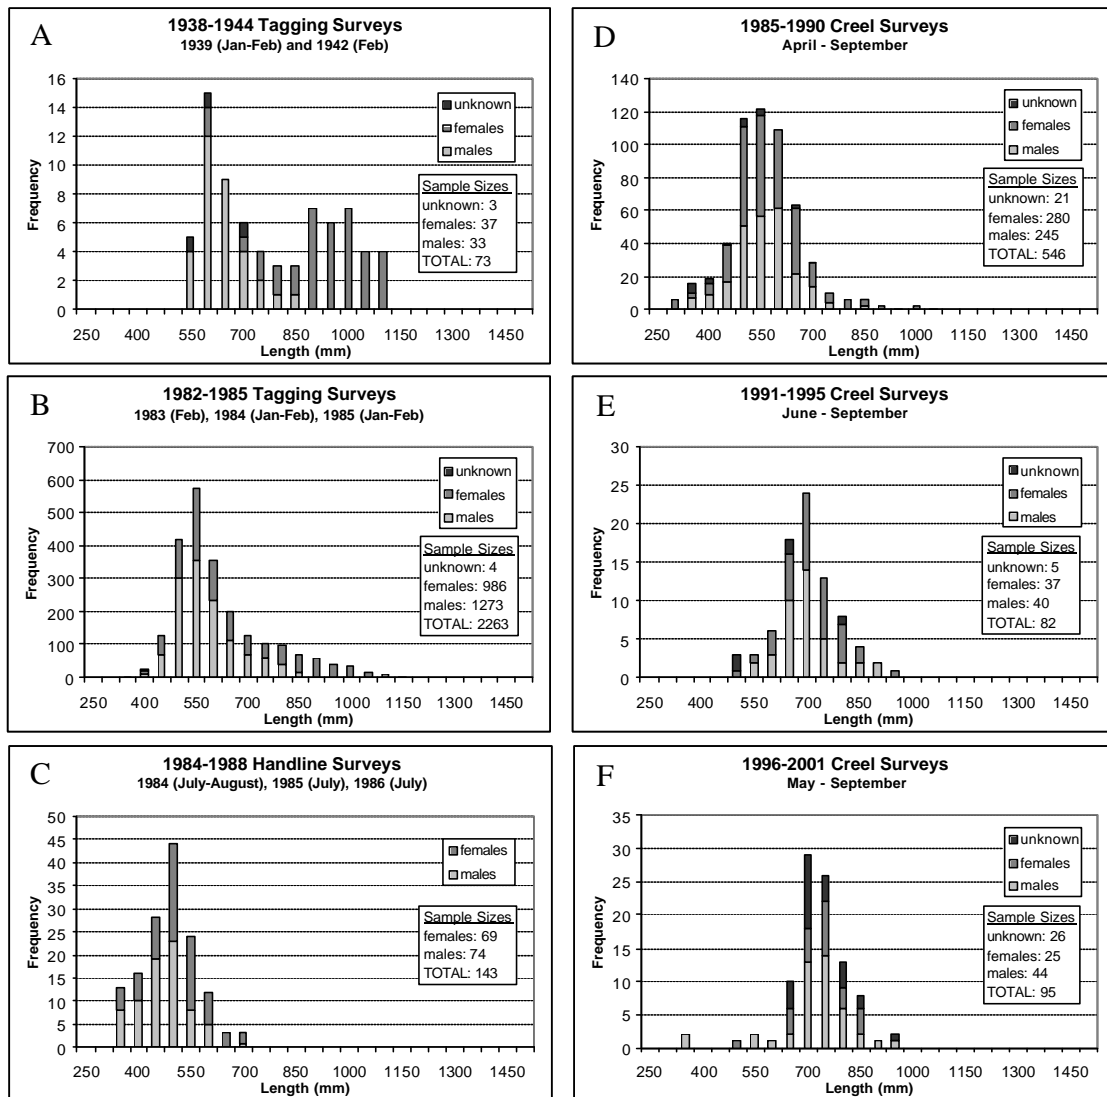 A
1938-1944 Tagging Surveys
1939 (Jan-Feb) and 1942 (Feb)
Frequency
16
14
12
10
8
6
4
2
0
unknown
females
males
Sample Sizes
unknown: 3
females: 37
males: 33
TOTAL: 73
250 400 550 700 850 1000 1150 1300 1450
Length (mm)
D
1985-1990 Creel Surveys
April - September
Frequency
140
120
100
80
60
40
20
0
unknown
females
males
Sample Sizes
unknown: 21
females: 280
males: 245
TOTAL: 546
250 400 550 700 850 1000 1150 1300 1450
Length (mm)
B
1982-1985 Tagging Surveys
1983 (Feb), 1984 (Jan-Feb), 1985 (Jan-Feb)
Frequency
700
600
500
400
300
200
100
0
unknown
females
males
Sample Sizes
unknown: 4
females: 986
males: 1273
TOTAL: 2263
250 400 550 700 850 1000 1150 1300 1450
Length (mm)
E
1991-1995 Creel Surveys
June - September
Frequency
30
25
20
15
10
5
0
unknown
females
males
Sample Sizes
unknown: 5
females: 37
males: 40
TOTAL: 82
250 400 550 700 850 1000 1150 1300 1450
Length (mm)
C
1984-1988 Handline Surveys
1984 (July-August), 1985 (July), 1986 (July)
Frequency
50
45
40
35
30
25
20
15
10
5
0
females
males
Sample Sizes
females: 69
males: 74
TOTAL: 143
250 400 550 700 850 1000 1150 1300 1450
Length (mm)
F
1996-2001 Creel Surveys
May - September
Frequency
35
30
25
20
15
10
5
0
unknown
females
males
Sample Sizes
unknown: 26
females: 25
males: 44
TOTAL: 95
250 400 550 700 850 1000 1150 1300 1450
Length (mm)